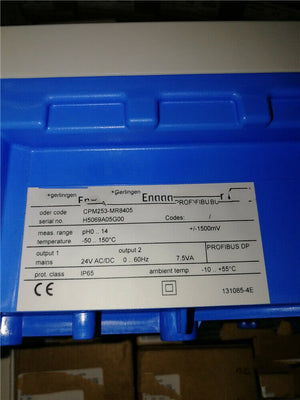 +gerlingen +Gerlingen
PROFIBUS
oder code CPM253-MR8405
serial no. H5069A05G00 Codes: /
meas. range pH0 .. 14 +/-1500mV
temperature -50 .. 150°C
output 1 output 2 PROFIBUS DP
mains 24V AC/DC 0 .. 60Hz 7,5VA
prot. class IP65 ambient temp -10 .. +55°C
CE 131085-4E